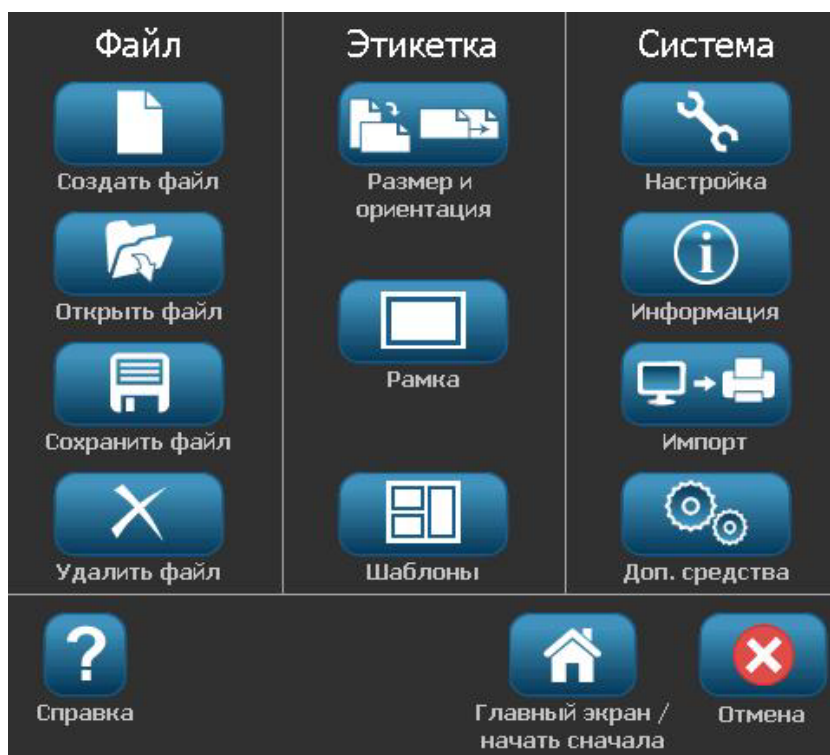 Файл
Создать файл
Открыть файл
Сохранить файл
Удалить файл
Этикетка
Размер и
ориентация
Рамка
Шаблоны
Система
Настройка
Информация
Импорт
Доп. средства
?
Справка
Главный экран /
начать сначала
Отмена